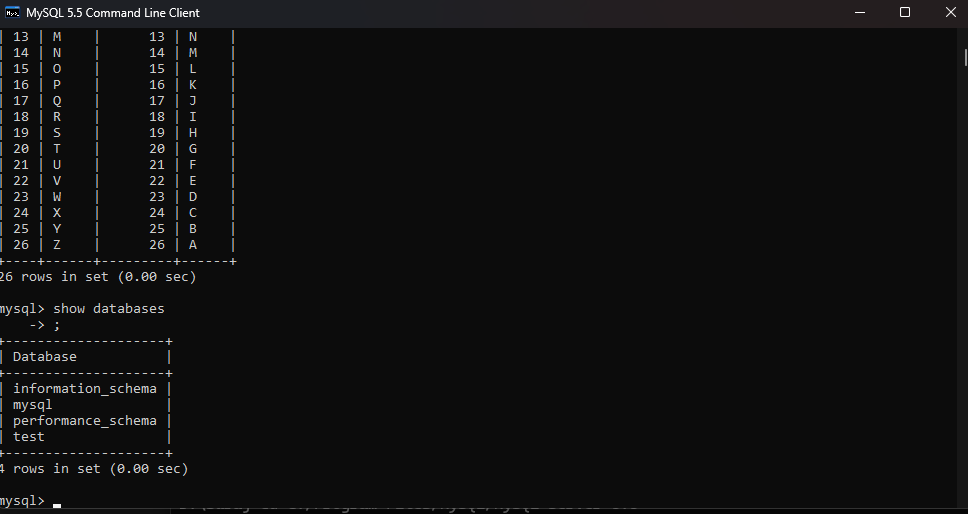 MySQL 5.5 Command Line Client
| 13 | M    |      13 | N    |
| 14 | N    |      14 | M    |
| 15 | O    |      15 | L    |
| 16 | P    |      16 | K    |
| 17 | Q    |      17 | J    |
| 18 | R    |      18 | I    |
| 19 | S    |      19 | H    |
| 20 | T    |      20 | G    |
| 21 | U    |      21 | F    |
| 22 | V    |      22 | E    |
| 23 | W    |      23 | D    |
| 24 | X    |      24 | C    |
| 25 | Y    |      25 | B    |
| 26 | Z    |      26 | A    |
+----+------+---------+------+
26 rows in set (0.00 sec)
mysql> show databases
    -> ;
+--------------------+
| Database           |
+--------------------+
| information_schema |
| mysql              |
| performance_schema |
| test               |
+--------------------+
4 rows in set (0.00 sec)
mysql>